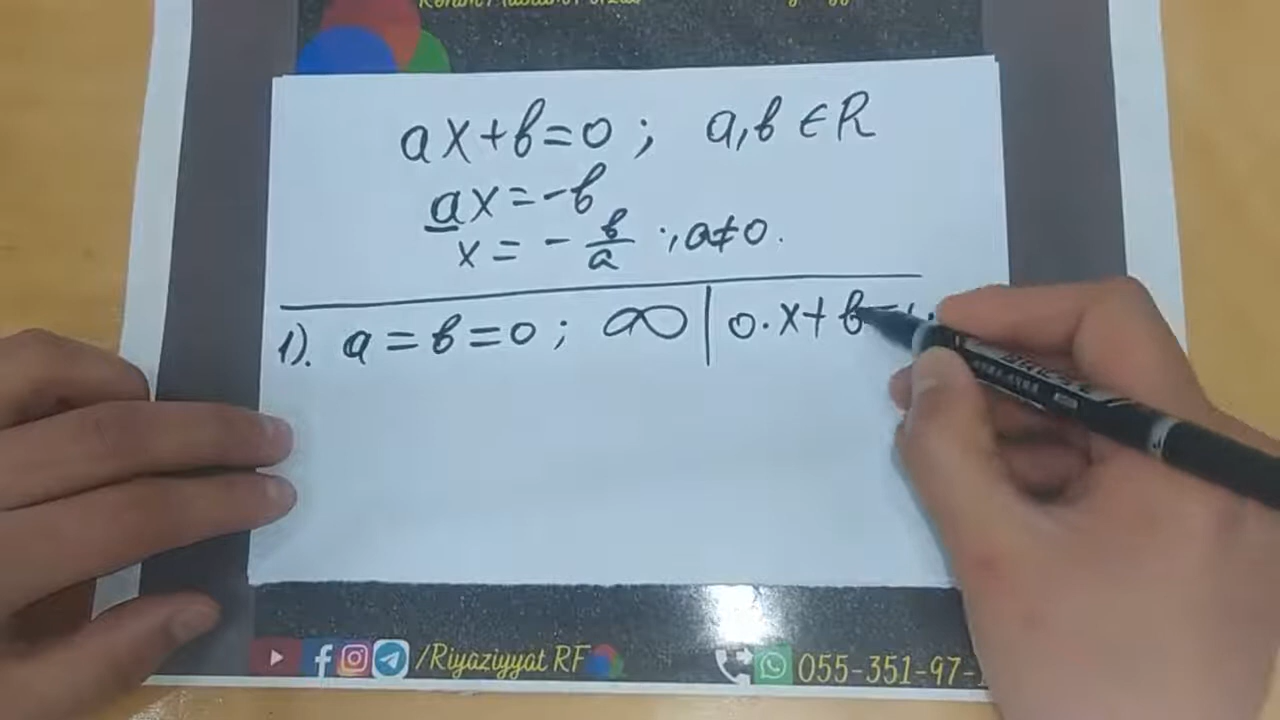 ax+b=0; a,b∈R
ax=-b
x=-b/a ; a≠0.
1). a=b=0; ∞ | 0·x+b=
/Riyaziyyat RF
055-351-97-